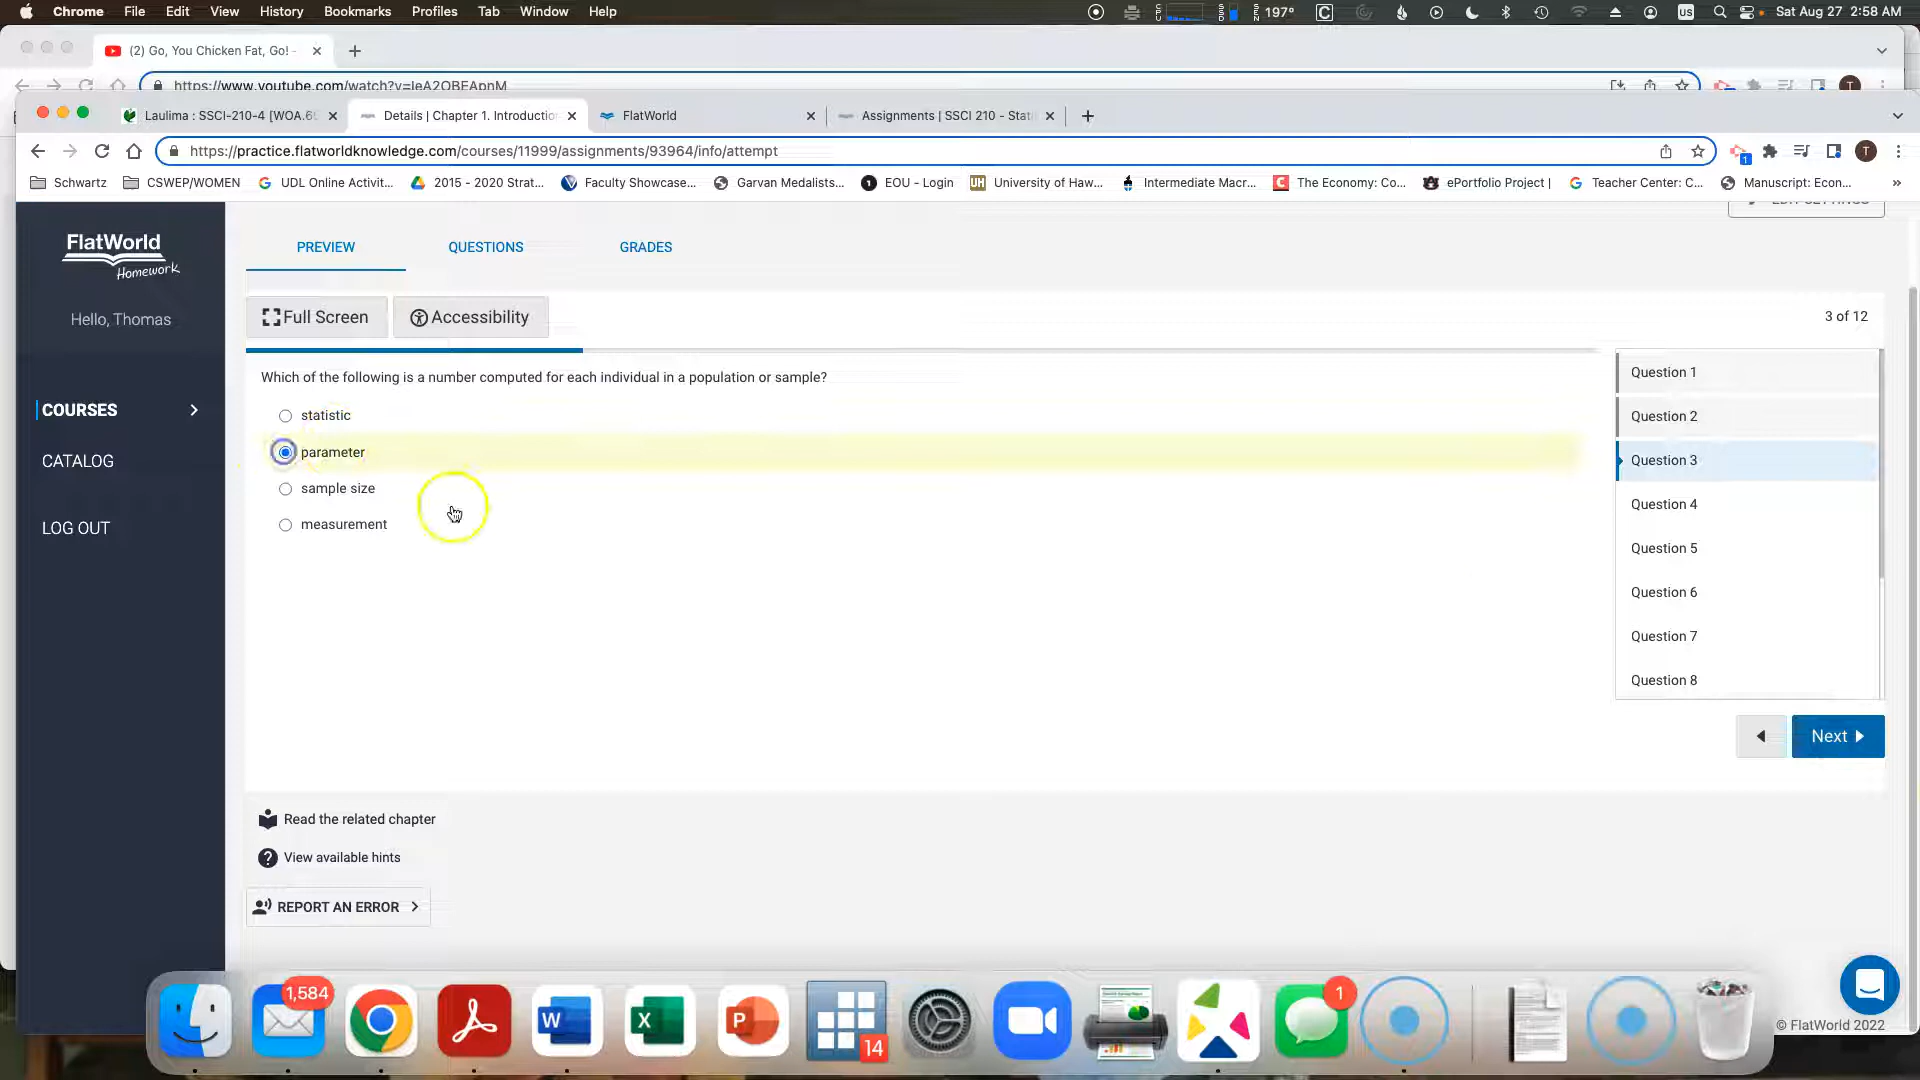 Chrome File Edit View History Bookmarks Profiles Tab Window Help 197° US Sat Aug 27 2:58 AM
(2) Go, You Chicken Fat, Go! -
https://www.youtube.com/watch?v=IeA2OBEApnM
Laulima : SSCI-210-4 [WOA.6 Details | Chapter 1. Introductio FlatWorld Assignments | SSCI 210 - Stati
https://practice.flatworldknowledge.com/courses/11999/assignments/93964/info/attempt
Schwartz CSWEP/WOMEN UDL Online Activit... 2015 - 2020 Strat... Faculty Showcase... Garvan Medalists... EOU - Login University of Haw... Intermediate Macr... The Economy: Co... ePortfolio Project | Teacher Center: C... Manuscript: Econ... »
EDIT SETTINGS
FlatWorld
Homework
PREVIEW QUESTIONS GRADES
Hello, Thomas
Full Screen Accessibility 3 of 12
Which of the following is a number computed for each individual in a population or sample?
statistic
parameter
sample size
measurement
COURSES
CATALOG
LOG OUT
Question 1
Question 2
Question 3
Question 4
Question 5
Question 6
Question 7
Question 8
Next
Read the related chapter
View available hints
REPORT AN ERROR
© FlatWorld 2022
1,584
W
X
P
14
1